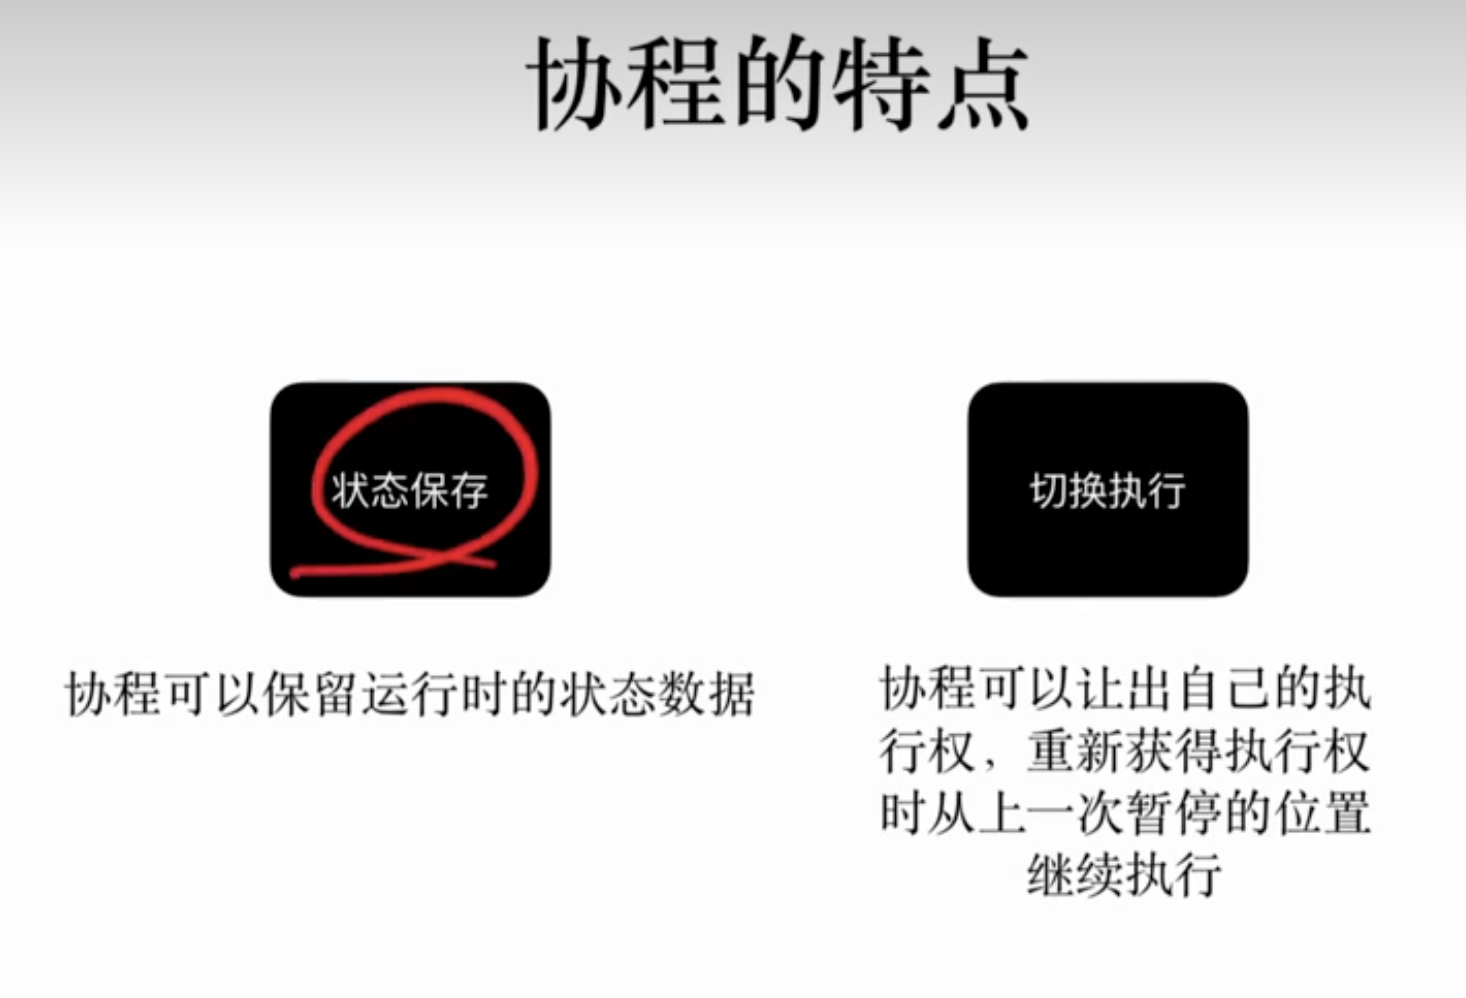 协程的特点
状态保存
切换执行
协程可以保留运行时的状态数据
协程可以让出自己的执
行权，重新获得执行权
时从上一次暂停的位置
继续执行